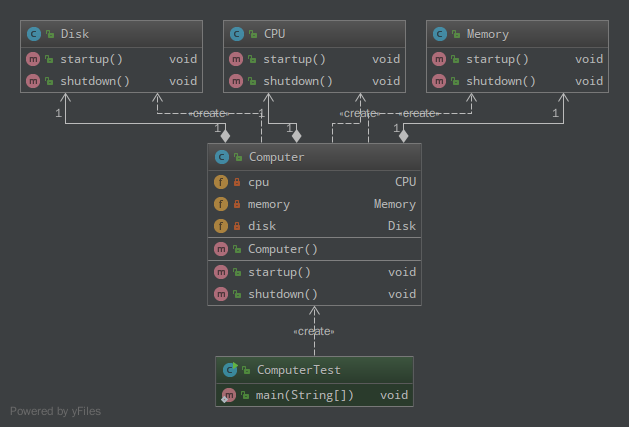 Disk
startup() void
shutdown() void
CPU
startup() void
shutdown() void
Memory
startup() void
shutdown() void
1 «create» 1 «create» «create» 1
1 1 1
Computer
cpu CPU
memory Memory
disk Disk
Computer()
startup() void
shutdown() void
«create»
ComputerTest
main(String[]) void
Powered by yFiles